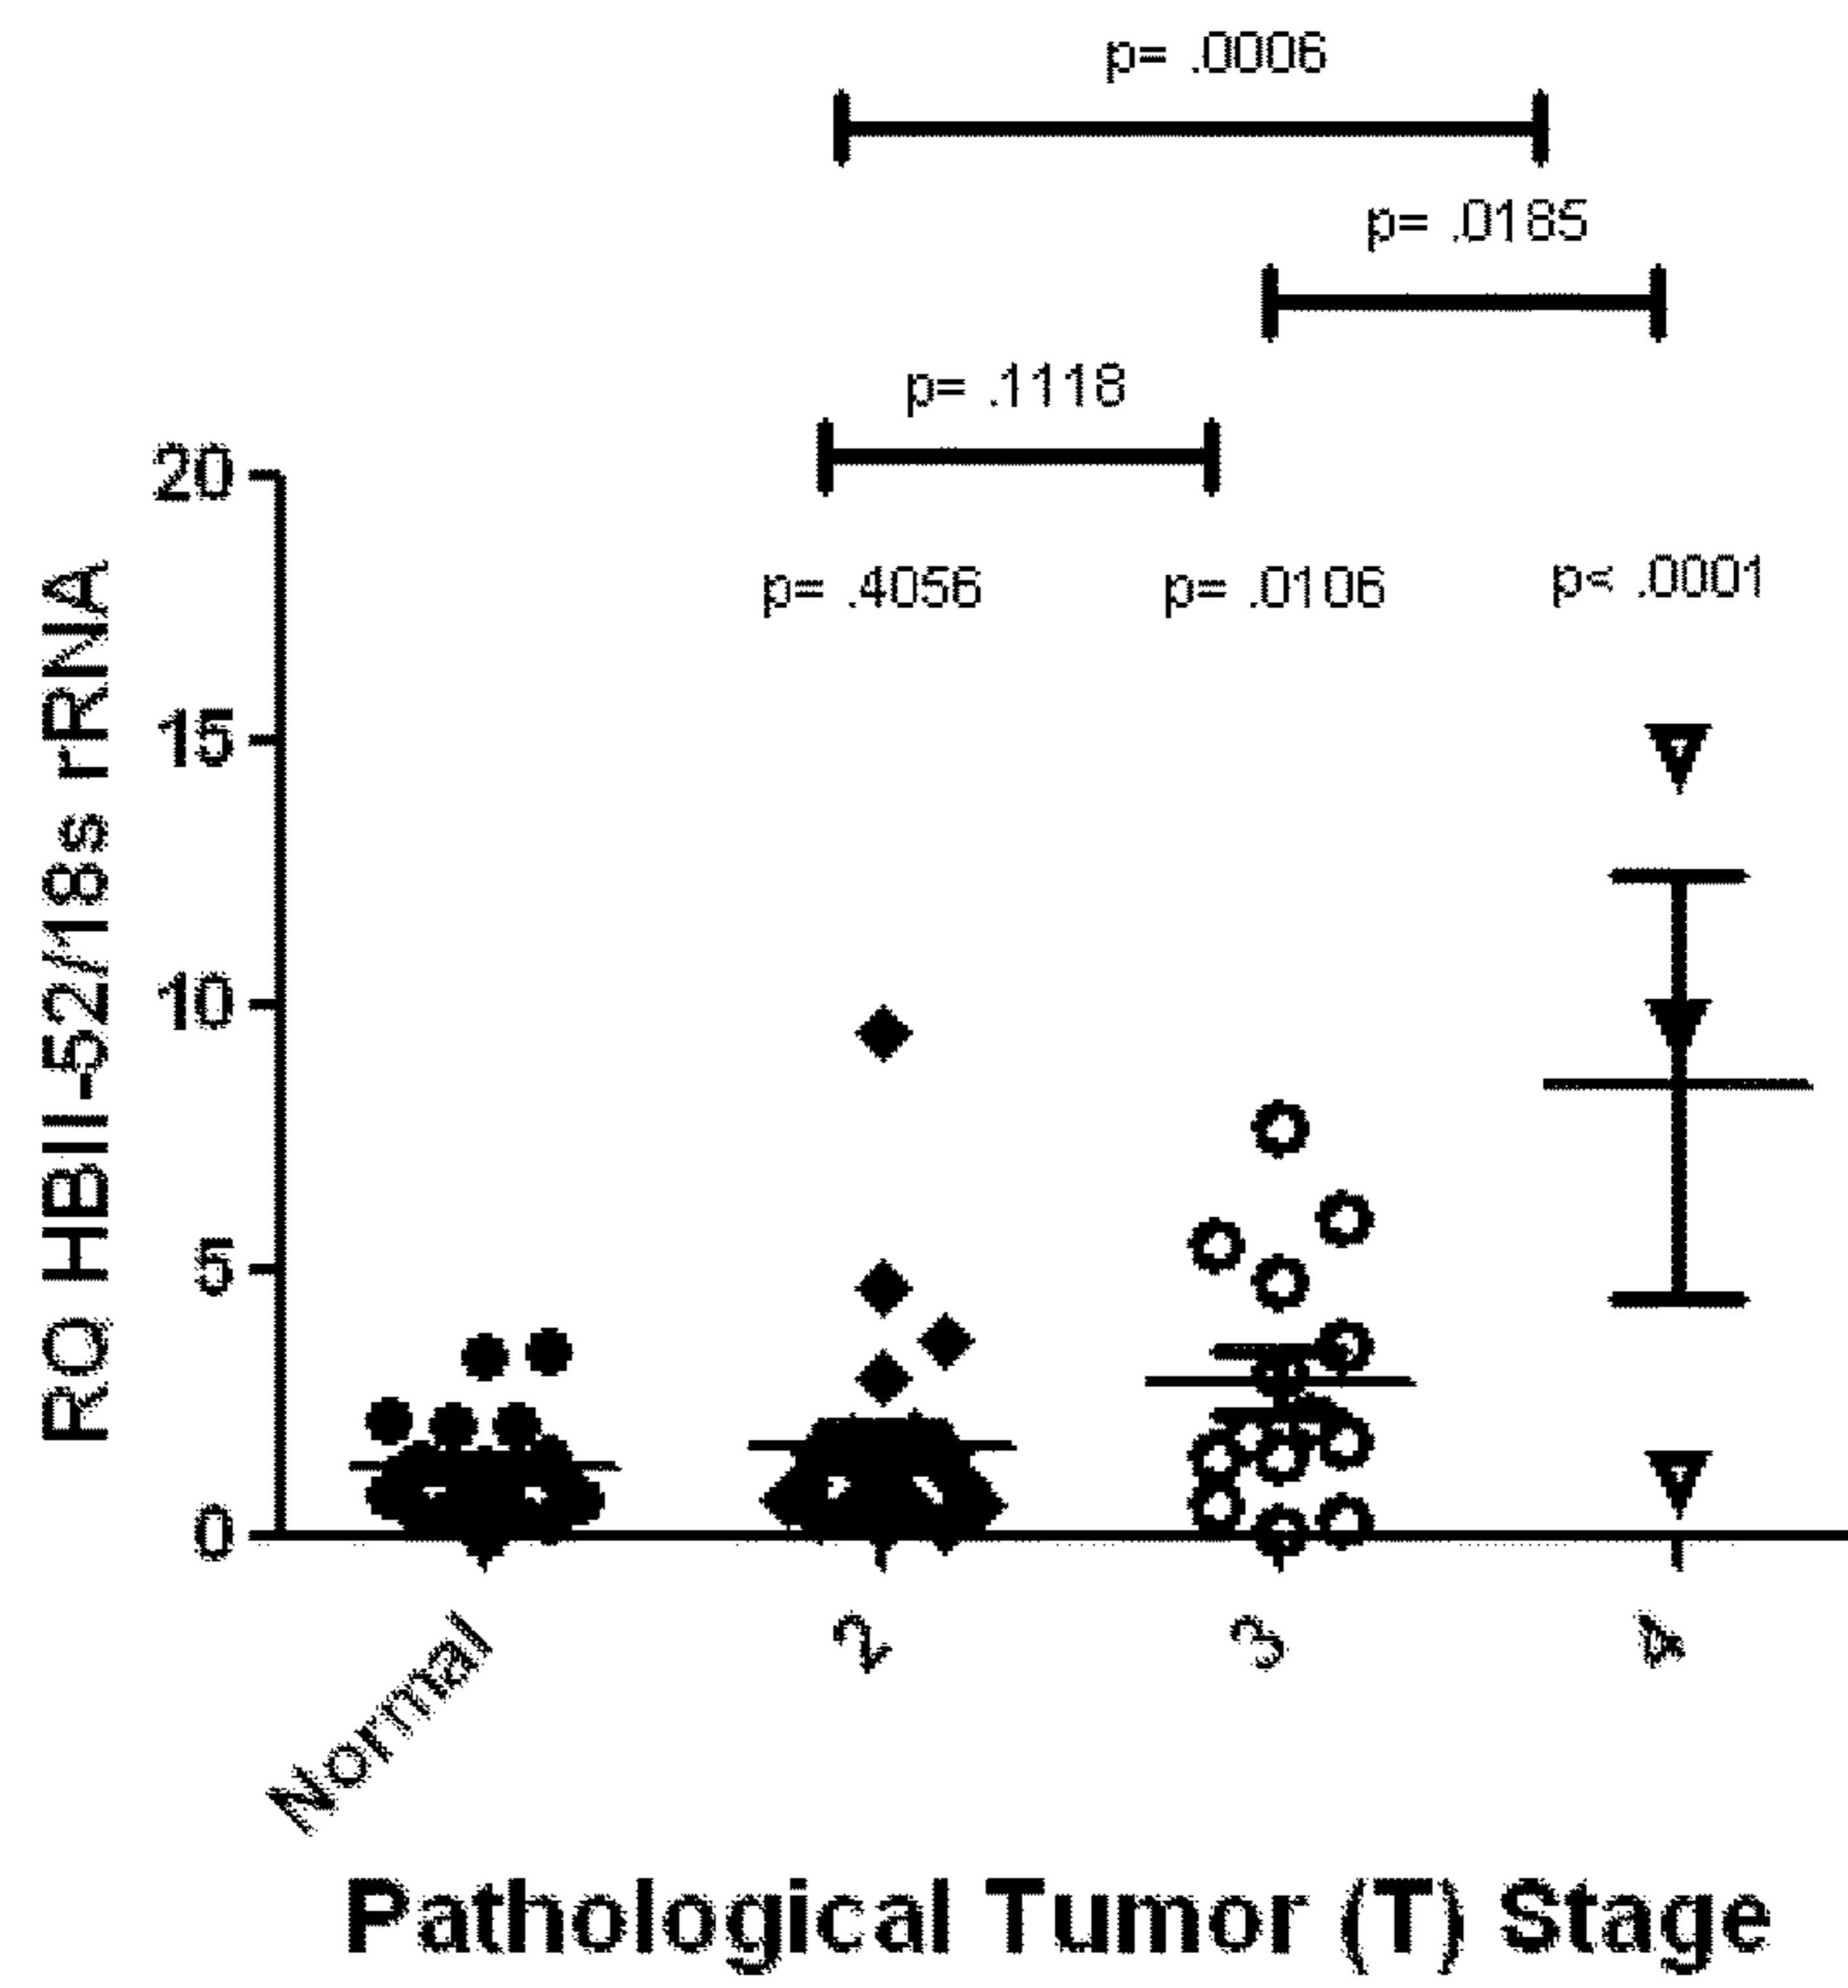 p= .0006
p= .0185
p= .1118
p= .4056
p= .0106
p< .0001
RQ HBII-52/18s rRNA
20
15
10
5
0
Normal
2
3
4
Pathological Tumor (T) Stage